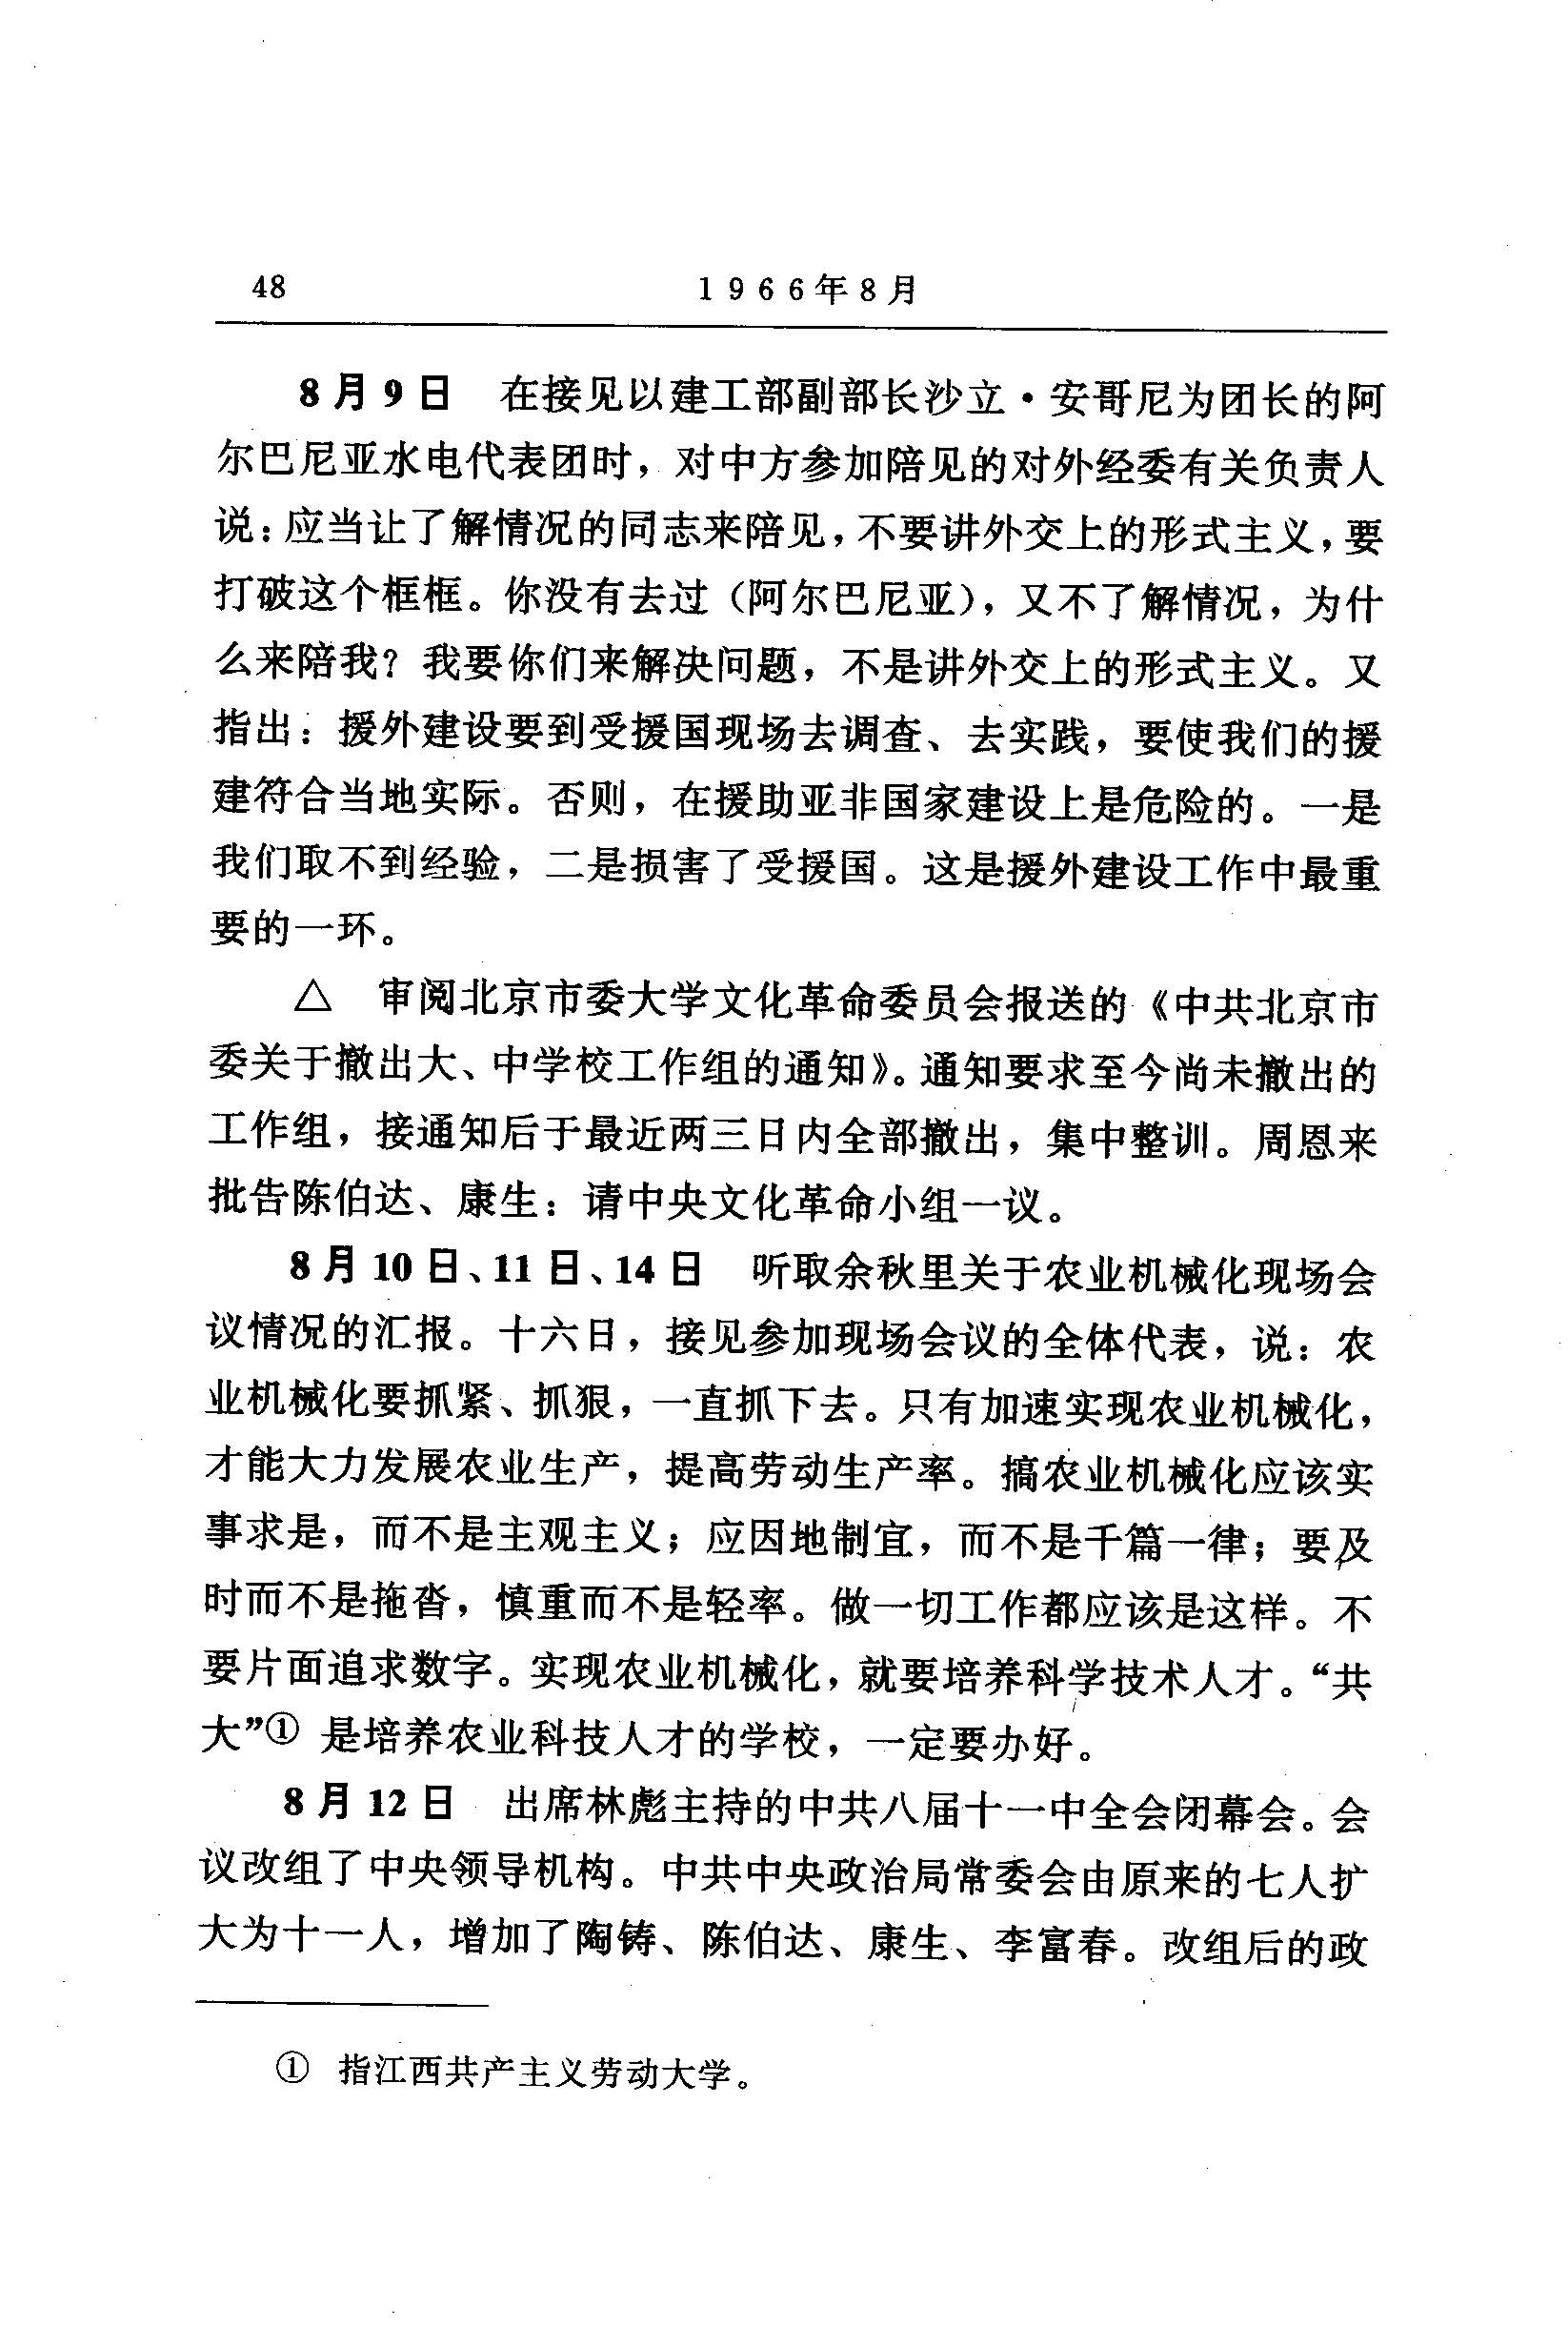 48
1966年8月
8月9日 在接见以建工部副部长沙立·安哥尼为团长的阿
尔巴尼亚水电代表团时，对中方参加陪见的对外经委有关负责人
说：应当让了解情况的同志来陪见，不要讲外交上的形式主义，要
打破这个框框。你没有去过（阿尔巴尼亚），又不了解情况，为什
么来陪我？我要你们来解决问题，不是讲外交上的形式主义。又
指出：援外建设要到受援国现场去调查、去实践，要使我们的援
建符合当地实际。否则，在援助亚非国家建设上是危险的。一是
我们取不到经验，二是损害了受援国。这是援外建设工作中最重
要的一环。
△ 审阅北京市委大学文化革命委员会报送的《中共北京市
委关于撤出大、中学校工作组的通知》。通知要求至今尚未撤出的
工作组，接通知后于最近两三日内全部撤出，集中整训。周恩来
批告陈伯达、康生：请中央文化革命小组一议。
8月10日、11日、14日 听取余秋里关于农业机械化现场会
议情况的汇报。十六日，接见参加现场会议的全体代表，说：农
业机械化要抓紧、抓狠，一直抓下去。只有加速实现农业机械化，
才能大力发展农业生产，提高劳动生产率。搞农业机械化应该实
事求是，而不是主观主义；应因地制宜，而不是千篇一律；要及
时而不是拖沓，慎重而不是轻率。做一切工作都应该是这样。不
要片面追求数字。实现农业机械化，就要培养科学技术人才。“共
大”① 是培养农业科技人才的学校，一定要办好。
8月12日 出席林彪主持的中共八届十一中全会闭幕会。会
议改组了中央领导机构。中共中央政治局常委会由原来的七人扩
大为十一人，增加了陶铸、陈伯达、康生、李富春。改组后的政
① 指江西共产主义劳动大学。